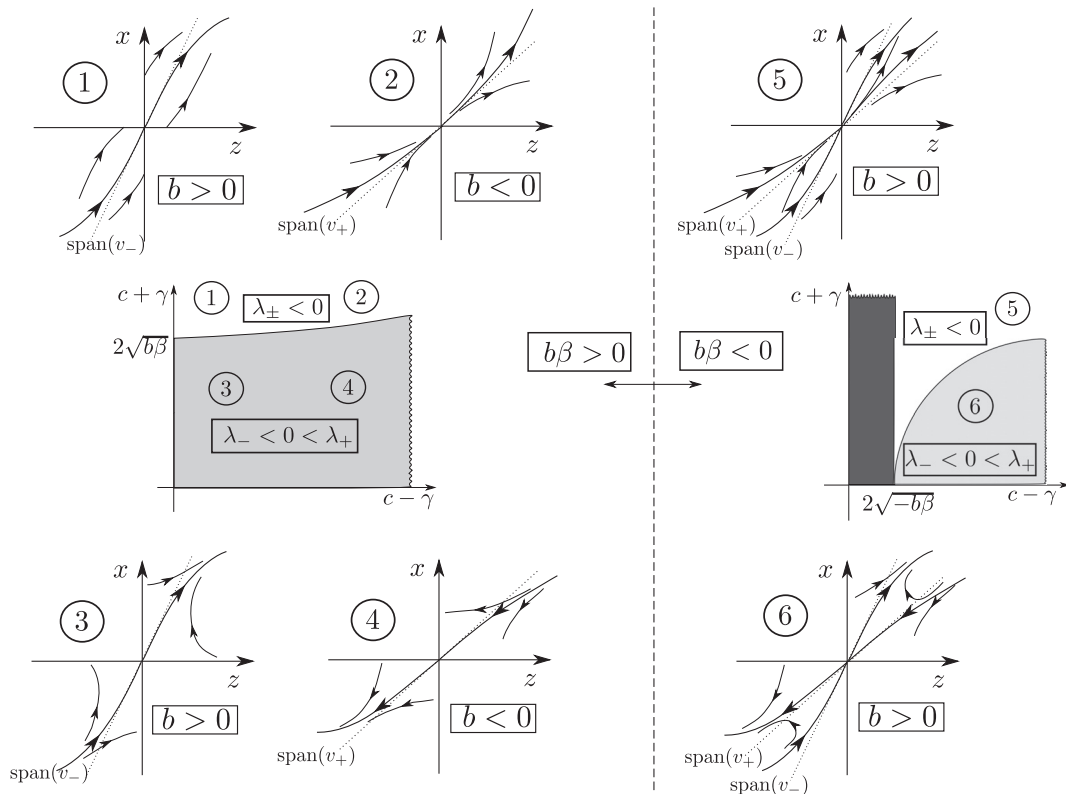 x
①
z
b > 0
span(v₋)
x
②
z
b < 0
span(v₊)
x
⑤
z
b > 0
span(v₊)
span(v₋)
c + γ
①
λ± < 0
②
2√bβ
③
④
λ₋ < 0 < λ₊
c − γ
bβ > 0
bβ < 0
c + γ
λ± < 0
⑤
⑥
λ₋ < 0 < λ₊
2√−bβ
c − γ
x
③
z
b > 0
span(v₋)
x
④
z
b < 0
span(v₊)
x
⑥
z
b > 0
span(v₊)
span(v₋)